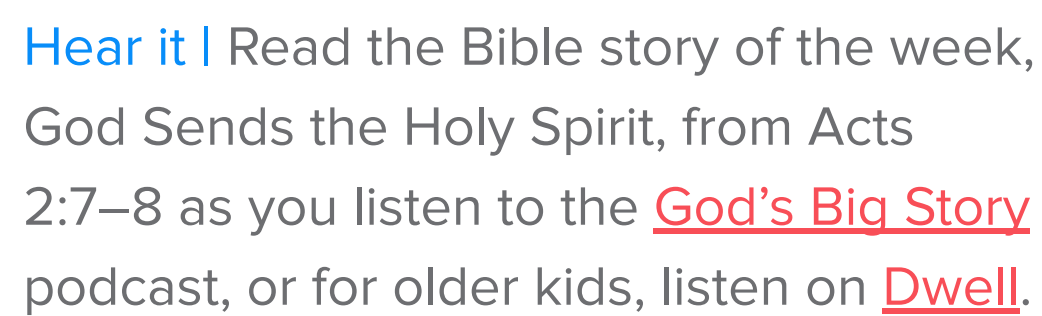 Hear it | Read the Bible story of the week,
God Sends the Holy Spirit, from Acts
2:7–8 as you listen to the God’s Big Story
podcast, or for older kids, listen on Dwell.